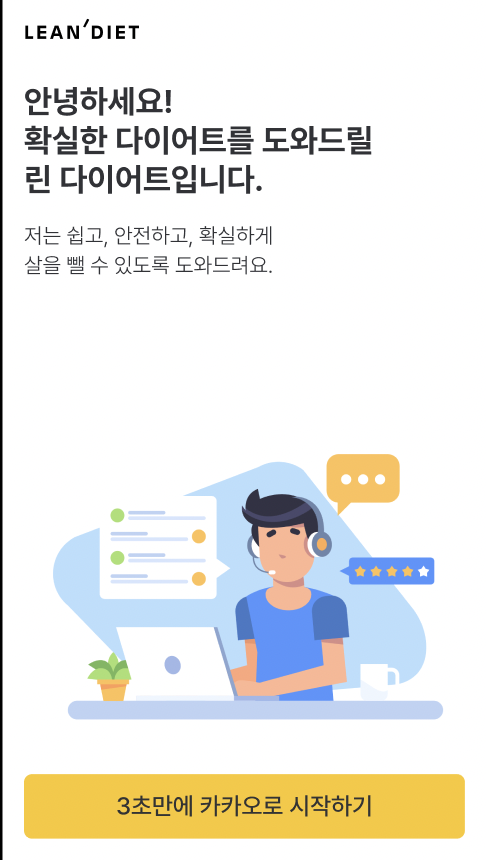 LEAN'DIET
안녕하세요!
확실한 다이어트를 도와드릴
린 다이어트입니다.
저는 쉽고, 안전하고, 확실하게
살을 뺄 수 있도록 도와드려요.
3초만에 카카오로 시작하기